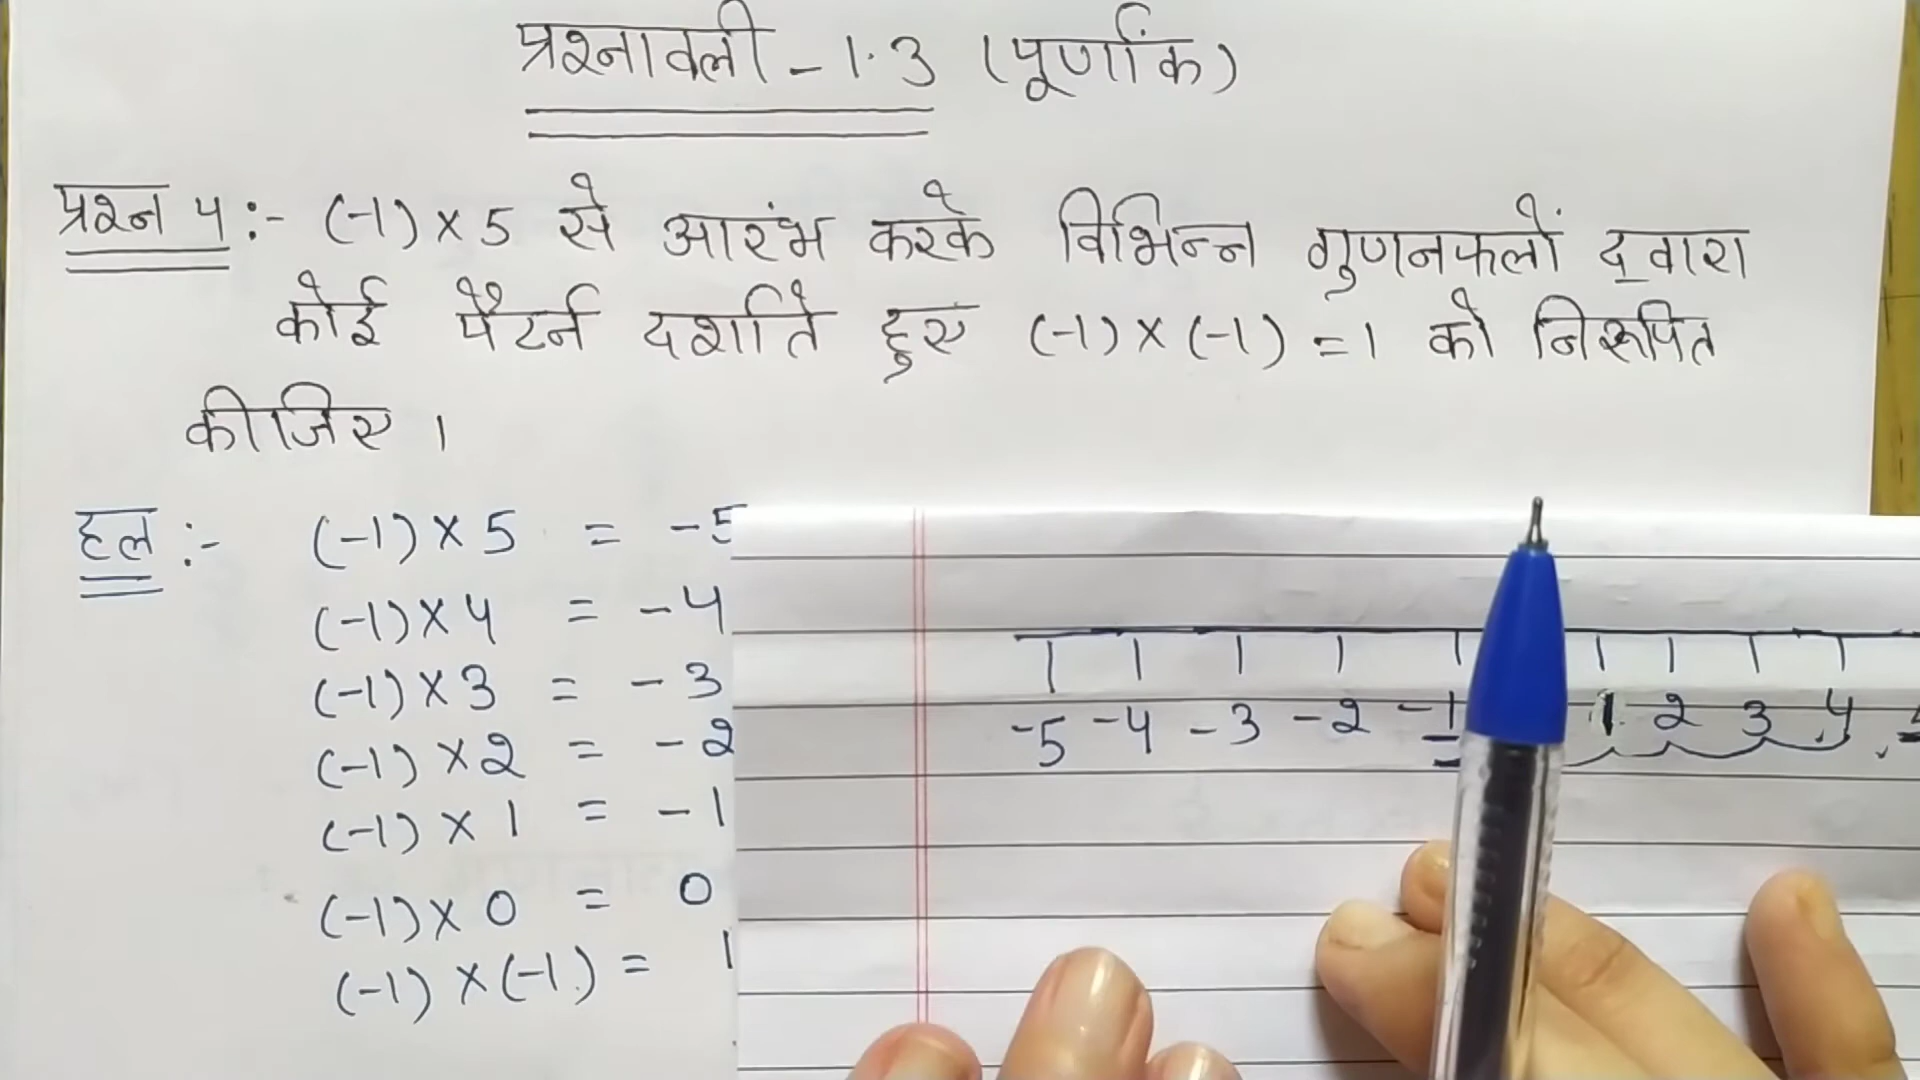 प्रश्नावली - 1.3 (पूर्णांक)
प्रश्न 4 :- (-1) × 5 से आरंभ करके विभिन्न गुणनफलों द्वारा
कोई पैटर्न दर्शाते हुए (-1) × (-1) = 1 को निरूपित
कीजिए ।
हल :- (-1) × 5 = -5
(-1) × 4 = -4
(-1) × 3 = -3
(-1) × 2 = -2
(-1) × 1 = -1
(-1) × 0 = 0
(-1) × (-1) = 1
-5 -4 -3 -2 -1 1 2 3 4